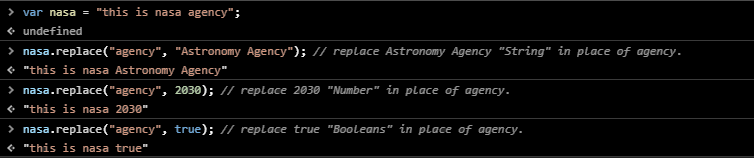 > var nasa = "this is nasa agency";
<· undefined
> nasa.replace("agency", "Astronomy Agency"); // replace Astronomy Agency "String" in place of agency.
<· "this is nasa Astronomy Agency"
> nasa.replace("agency", 2030); // replace 2030 "Number" in place of agency.
<· "this is nasa 2030"
> nasa.replace("agency", true); // replace true "Booleans" in place of agency.
<· "this is nasa true"